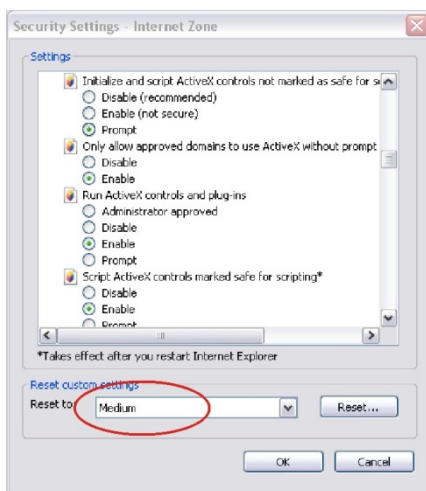 Security Settings - Internet Zone
Settings
Initialize and script ActiveX controls not marked as safe for s
Disable (recommended)
Enable (not secure)
Prompt
Only allow approved domains to use ActiveX without prompt
Disable
Enable
Run ActiveX controls and plug-ins
Administrator approved
Disable
Enable
Prompt
Script ActiveX controls marked safe for scripting*
Disable
Enable
Prompt
*Takes effect after you restart Internet Explorer
Reset custom settings
Reset to: Medium Reset...
OK Cancel